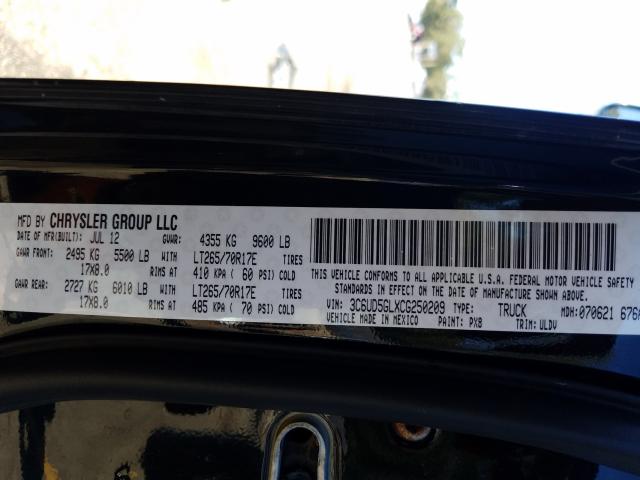 MFD BY CHRYSLER GROUP LLC
DATE OF MFR(BUILT): JUL 12 GVWR: 4355 KG 9600 LB
GAWR FRONT: 2495 KG 5500 LB WITH LT265/70R17E TIRES
17X8.0 RIMS AT 410 KPA ( 60 PSI) COLD
GAWR REAR: 2727 KG 6010 LB WITH LT265/70R17E TIRES
17X8.0 RIMS AT 485 KPA ( 70 PSI) COLD
THIS VEHICLE CONFORMS TO ALL APPLICABLE U.S.A. FEDERAL MOTOR VEHICLE SAFETY
STANDARDS IN EFFECT ON THE DATE OF MANUFACTURE SHOWN ABOVE.
VIN: 3C6UD5GLXCG250209 TYPE: TRUCK MDH: 070621 676
VEHICLE MADE IN MEXICO PAINT: PX8 TRIM: ULDV